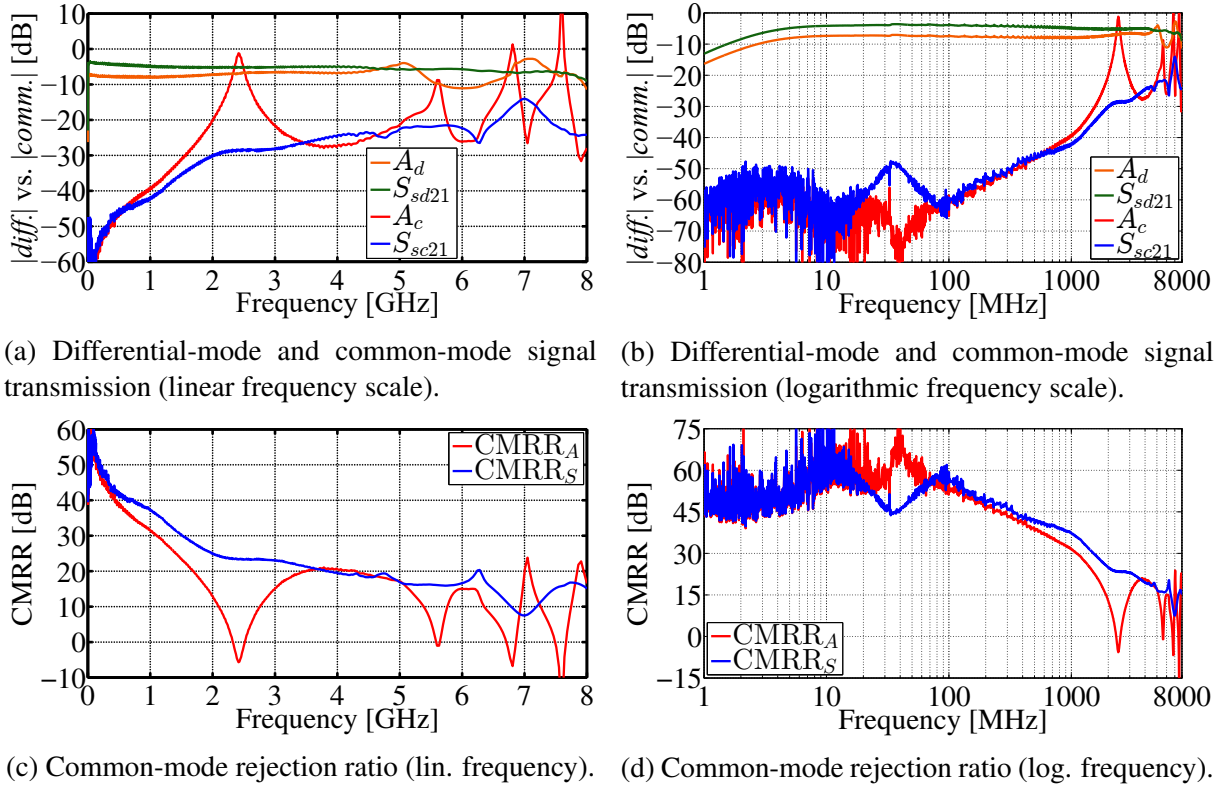 |diff.| vs. |comm.| [dB]
10
0
−10
−20
−30
−40
−50
−60
A_d
S_sd21
A_c
S_sc21
0 1 2 3 4 5 6 7 8
Frequency [GHz]
|diff.| vs. |comm.| [dB]
0
−10
−20
−30
−40
−50
−60
−70
−80
A_d
S_sd21
A_c
S_sc21
1 10 100 1000 8000
Frequency [MHz]
(a) Differential-mode and common-mode signal
transmission (linear frequency scale).
(b) Differential-mode and common-mode signal
transmission (logarithmic frequency scale).
CMRR [dB]
60
50
40
30
20
10
0
−10
CMRR_A
CMRR_S
0 1 2 3 4 5 6 7 8
Frequency [GHz]
CMRR [dB]
75
60
45
30
15
0
−15
CMRR_A
CMRR_S
1 10 100 1000 8000
Frequency [MHz]
(c) Common-mode rejection ratio (lin. frequency).
(d) Common-mode rejection ratio (log. frequency).